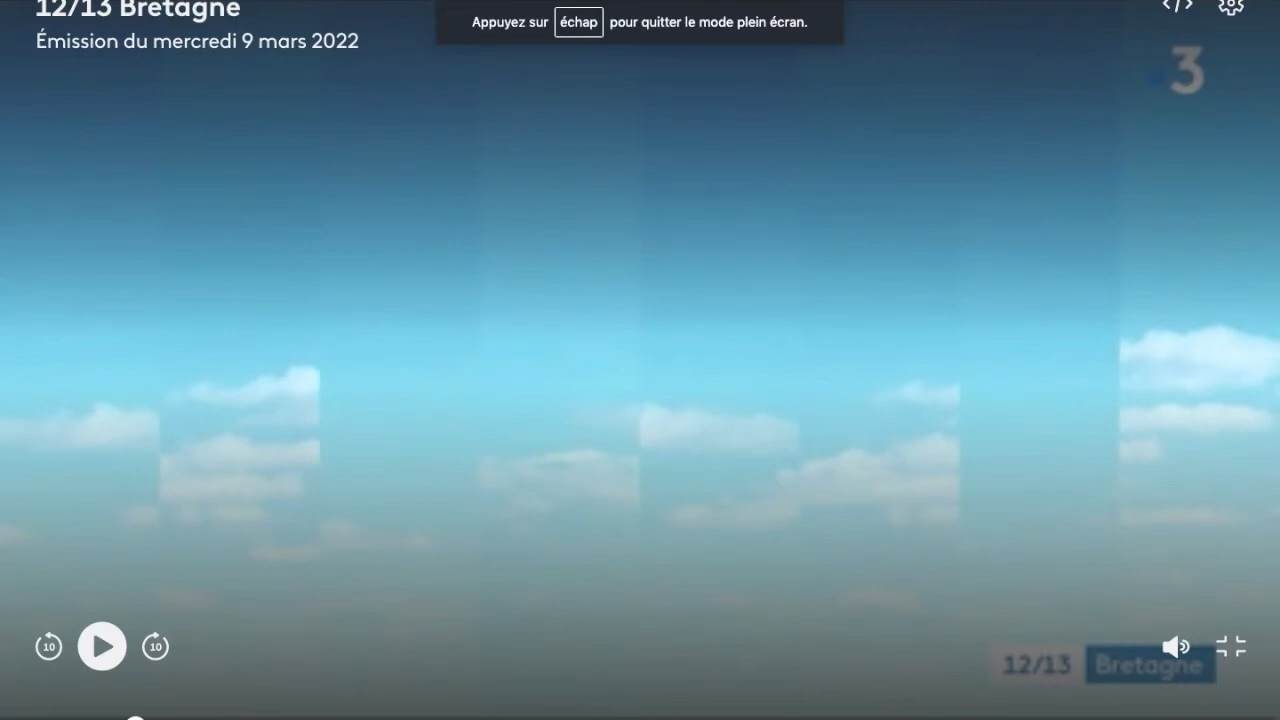 12/13 Bretagne
Émission du mercredi 9 mars 2022
Appuyez sur échap pour quitter le mode plein écran.
</>
3
10
10
12/13 Bretagne